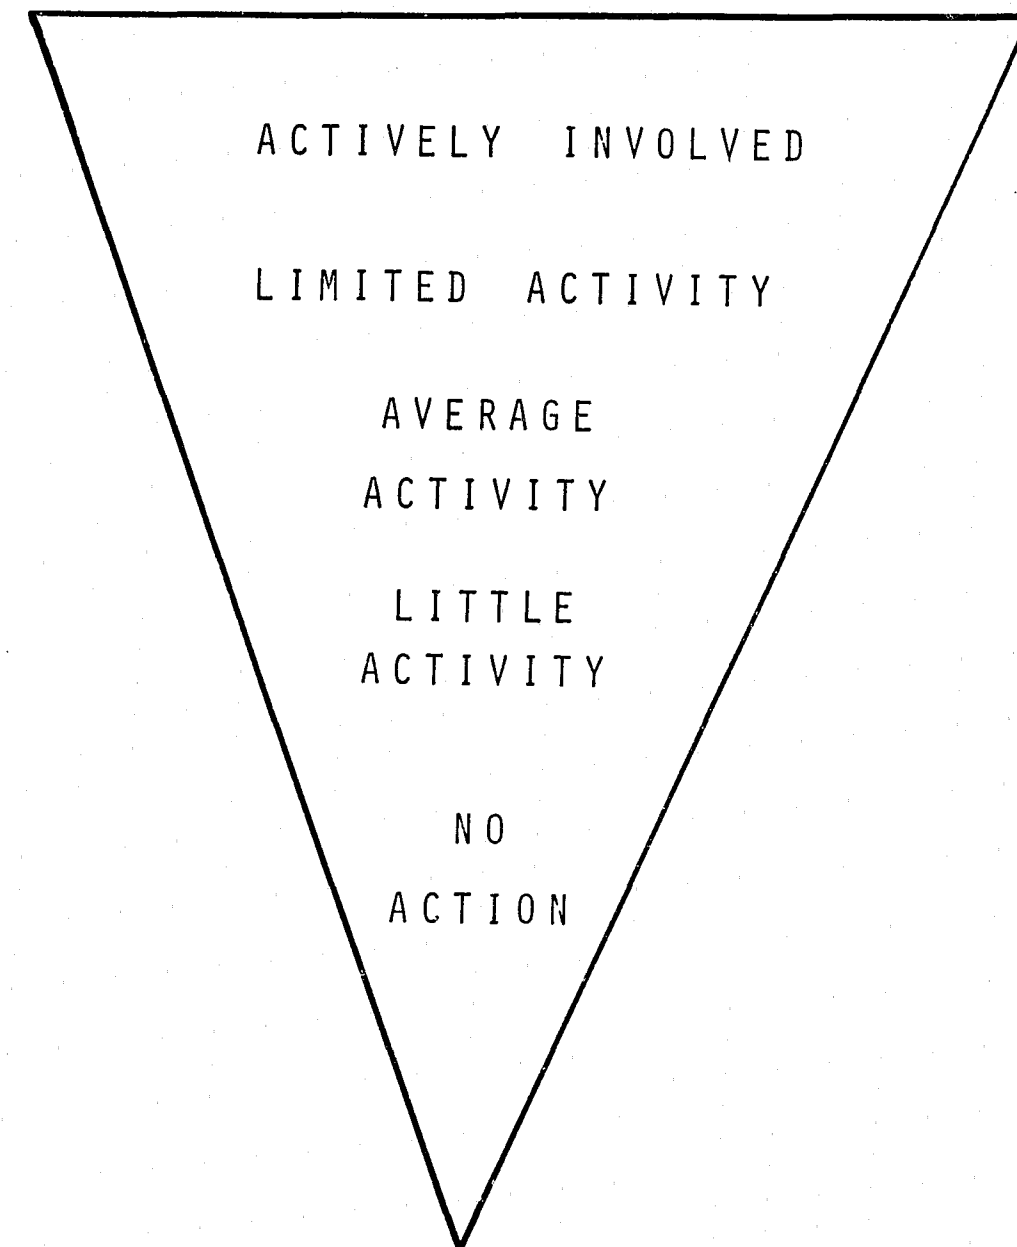 ACTIVELY INVOLVED
LIMITED ACTIVITY
AVERAGE
ACTIVITY
LITTLE
ACTIVITY
NO
ACTION